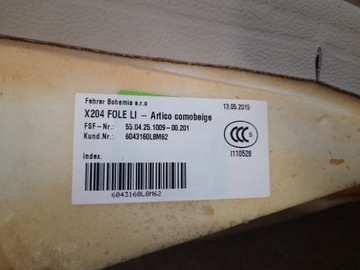 Fehrer Bohemia s.r.o 13.05.2015
X204 FOLE LI - Artico comobeige
FSF-Nr.: 55.04.25.1009-00.201
Kund.Nr.: 6043160L8M62
Index:
CCC
I110528
6043160L8M62